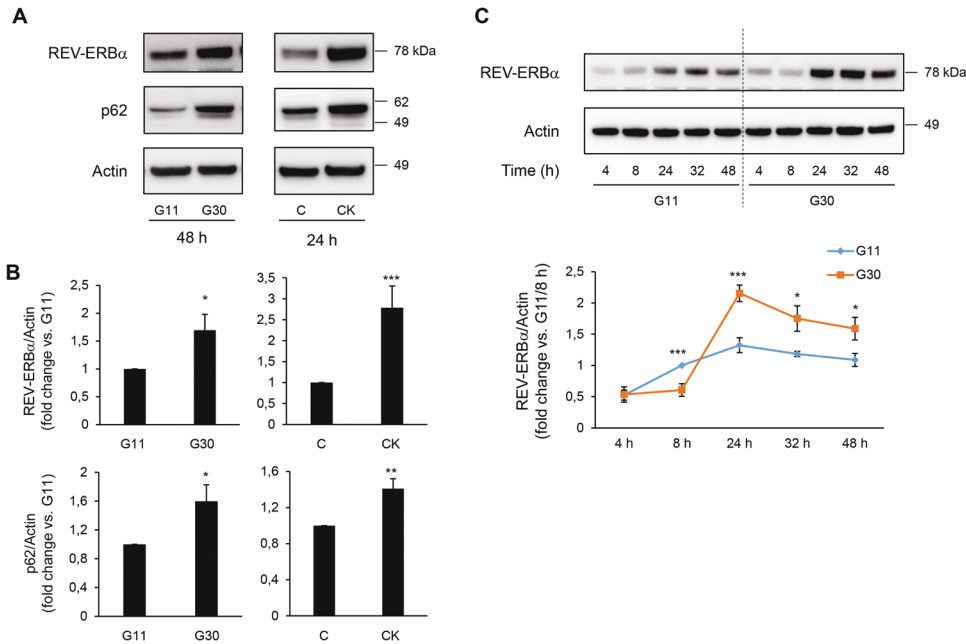 A
REV-ERBα
78 kDa
p62
62
49
Actin
49
G11 G30 C CK
48 h 24 h
B
REV-ERBα/Actin
(fold change vs. G11)
2,5
2
1,5
1
0,5
0
*
G11 G30
3,5
3
2,5
2
1,5
1
0,5
0
***
C CK
p62/Actin
(fold change vs. G11)
2
1,6
1,2
0,8
0,4
0
*
G11 G30
1,6
1,2
0,8
0,4
0
**
C CK
C
REV-ERBα
78 kDa
Actin
49
Time (h) 4 8 24 32 48 4 8 24 32 48
G11 G30
G11
G30
REV-ERBα/Actin
(fold change vs. G11/8 h)
2,5
2
1,5
1
0,5
0
***
***
*
*
4 h 8 h 24 h 32 h 48 h